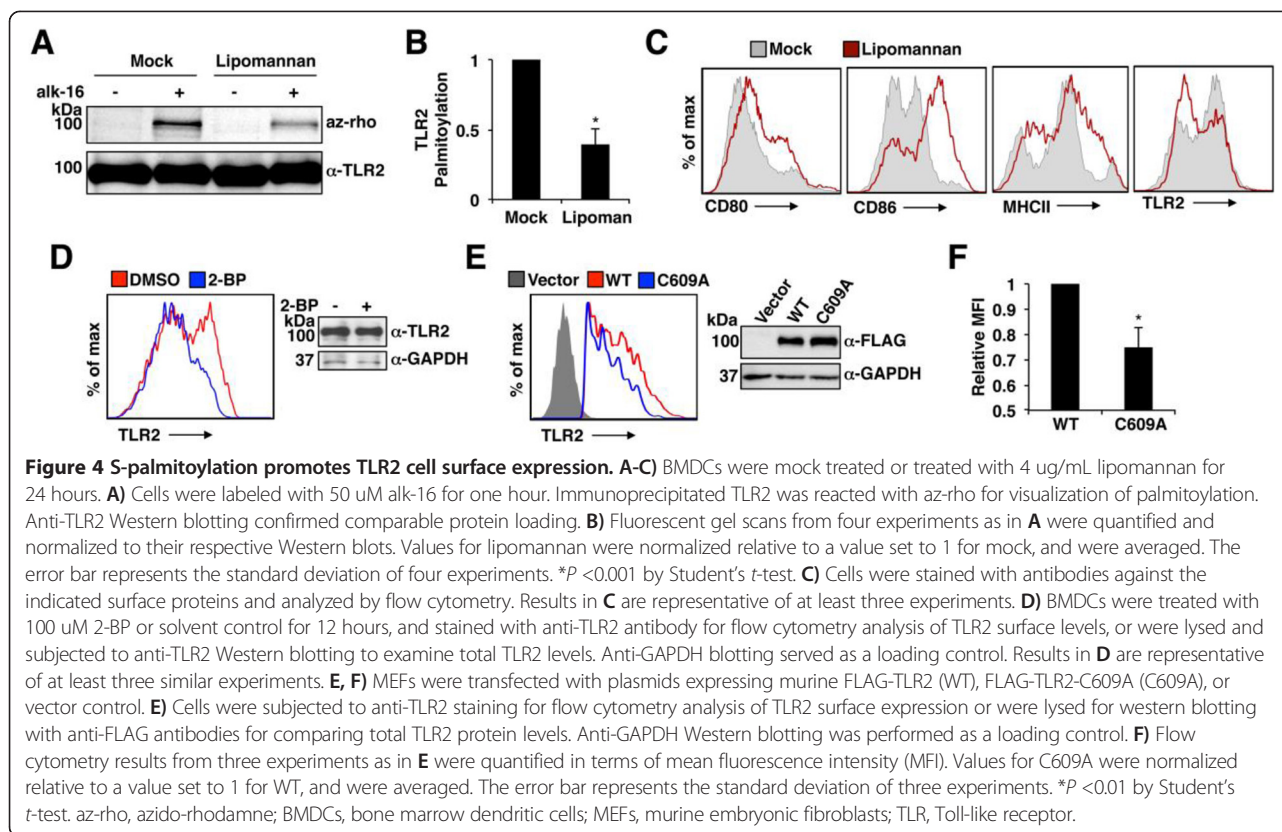 A
Mock Lipomannan
alk-16 - + - +
kDa
100 az-rho
100 α-TLR2
B
TLR2 Palmitoylation
1
0.5
0
*
Mock Lipoman
C
Mock Lipomannan
% of max
CD80 CD86 MHCII TLR2
D
DMSO 2-BP
% of max
TLR2
2-BP - +
kDa
100 α-TLR2
37 α-GAPDH
E
Vector WT C609A
% of max
TLR2
Vector WT C609A
kDa
100 α-FLAG
37 α-GAPDH
F
Relative MFI
1
0.9
0.8
0.7
0.6
0.5
*
WT C609A
Figure 4 S-palmitoylation promotes TLR2 cell surface expression. A-C) BMDCs were mock treated or treated with 4 ug/mL lipomannan for
24 hours. A) Cells were labeled with 50 uM alk-16 for one hour. Immunoprecipitated TLR2 was reacted with az-rho for visualization of palmitoylation.
Anti-TLR2 Western blotting confirmed comparable protein loading. B) Fluorescent gel scans from four experiments as in A were quantified and
normalized to their respective Western blots. Values for lipomannan were normalized relative to a value set to 1 for mock, and were averaged. The
error bar represents the standard deviation of four experiments. *P <0.001 by Student's t-test. C) Cells were stained with antibodies against the
indicated surface proteins and analyzed by flow cytometry. Results in C are representative of at least three experiments. D) BMDCs were treated with
100 uM 2-BP or solvent control for 12 hours, and stained with anti-TLR2 antibody for flow cytometry analysis of TLR2 surface levels, or were lysed and
subjected to anti-TLR2 Western blotting to examine total TLR2 levels. Anti-GAPDH blotting served as a loading control. Results in D are representative
of at least three similar experiments. E, F) MEFs were transfected with plasmids expressing murine FLAG-TLR2 (WT), FLAG-TLR2-C609A (C609A), or
vector control. E) Cells were subjected to anti-TLR2 staining for flow cytometry analysis of TLR2 surface expression or were lysed for western blotting
with anti-FLAG antibodies for comparing total TLR2 protein levels. Anti-GAPDH Western blotting was performed as a loading control. F) Flow
cytometry results from three experiments as in E were quantified in terms of mean fluorescence intensity (MFI). Values for C609A were normalized
relative to a value set to 1 for WT, and were averaged. The error bar represents the standard deviation of three experiments. *P <0.01 by Student's
t-test. az-rho, azido-rhodamne; BMDCs, bone marrow dendritic cells; MEFs, murine embryonic fibroblasts; TLR, Toll-like receptor.